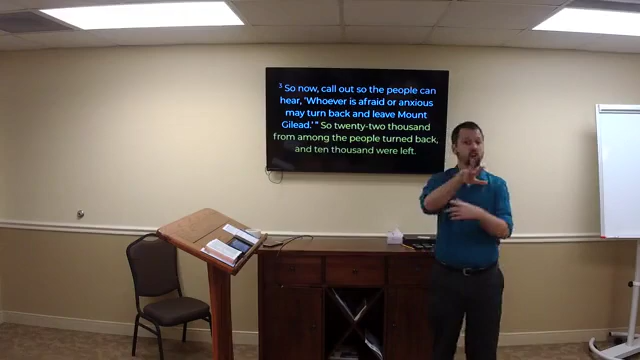 ³ So now, call out so the people can
hear, 'Whoever is afraid or anxious
may turn back and leave Mount
Gilead.' " So twenty-two thousand
from among the people turned back,
and ten thousand were left.